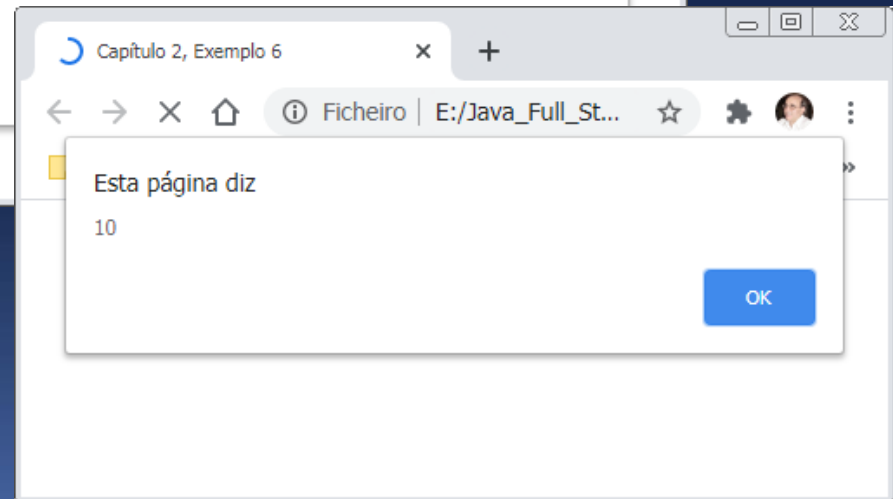 Capítulo 2, Exemplo 6
Ficheiro | E:/Java_Full_St...
Esta página diz
10
OK